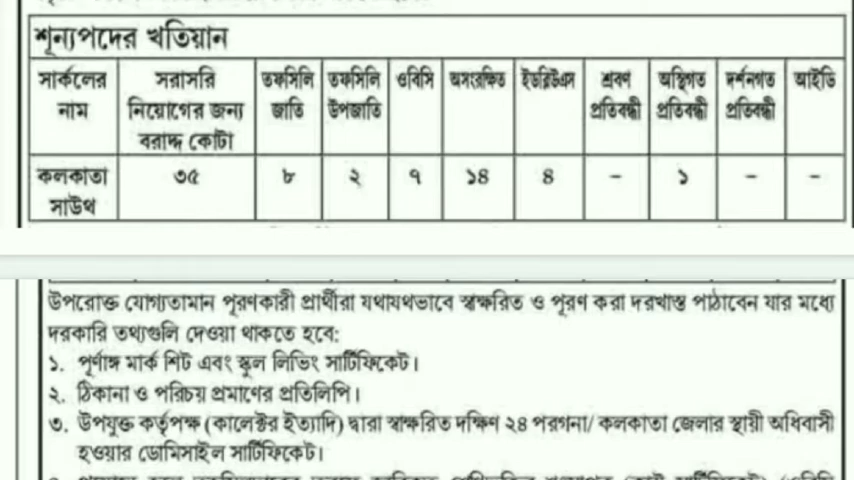 শূন্যপদের খতিয়ান
সার্কলের নাম
সরাসরি নিয়োগের জন্য বরাদ্দ কোটা
তফসিলি জাতি
তফসিলি উপজাতি
ওবিসি
অসংরক্ষিত
ইডব্লিউএস
শ্রবণ প্রতিবন্ধী
অস্থিগত প্রতিবন্ধী
দর্শনগত প্রতিবন্ধী
আইডি
কলকাতা সাউথ
৩৫
৮
২
৭
১৪
৪
–
১
–
–
উপরোক্ত যোগ্যতামান পূরণকারী প্রার্থীরা যথাযথভাবে স্বাক্ষরিত ও পূরণ করা দরখাস্ত পাঠাবেন যার মধ্যে
দরকারি তথ্যগুলি দেওয়া থাকতে হবে:
১. পূর্ণাঙ্গ মার্ক শিট এবং স্কুল লিভিং সার্টিফিকেট।
২. ঠিকানা ও পরিচয় প্রমাণের প্রতিলিপি।
৩. উপযুক্ত কর্তৃপক্ষ (কালেক্টর ইত্যাদি) দ্বারা স্বাক্ষরিত দক্ষিণ ২৪ পরগনা/ কলকাতা জেলার স্থায়ী অধিবাসী
হওয়ার ডোমিসাইল সার্টিফিকেট।